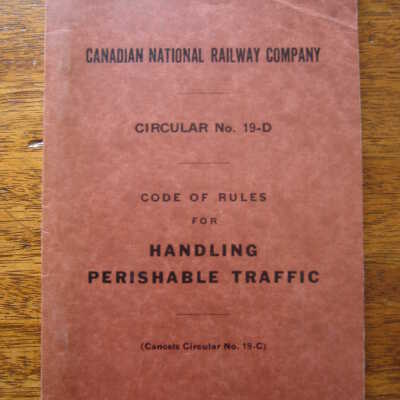 CANADIAN NATIONAL RAILWAY COMPANY
CIRCULAR No. 19-D
CODE OF RULES
FOR
HANDLING
PERISHABLE TRAFFIC
(Cancels Circular No. 19-C)